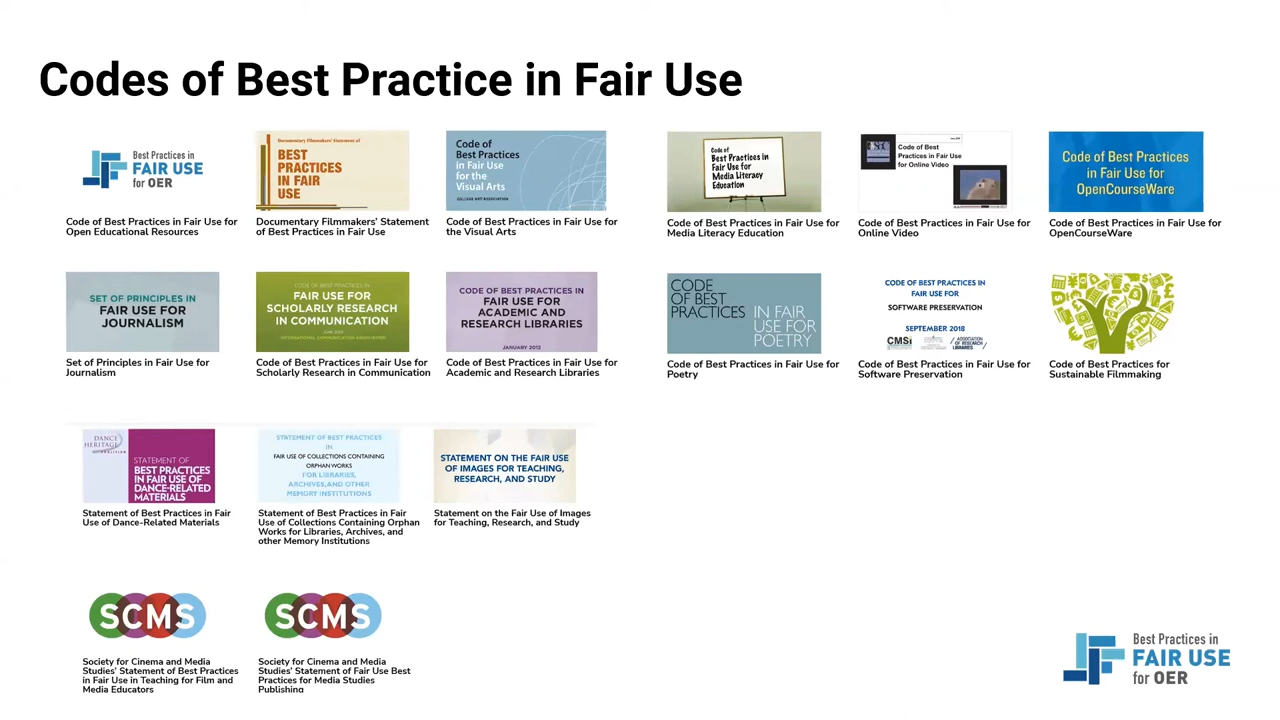 Codes of Best Practice in Fair Use
Best Practices in
FAIR USE
for OER
Code of Best Practices in Fair Use for
Open Educational Resources
Documentary Filmmakers' Statement of
BEST
PRACTICES
IN FAIR
USE
Documentary Filmmakers' Statement
of Best Practices in Fair Use
Code of
Best Practices
in Fair Use
for the
Visual Arts
COLLEGE ART ASSOCIATION
Code of Best Practices in Fair Use for
the Visual Arts
Code of
Best Practices in
Fair Use for
Media Literacy
Education
Code of Best Practices in Fair Use for
Media Literacy Education
Code of Best
Practices in Fair Use
for Online Video
Code of Best Practices in Fair Use for
Online Video
Code of Best Practices
in Fair Use for
OpenCourseWare
Code of Best Practices in Fair Use for
OpenCourseWare
SET OF PRINCIPLES IN
FAIR USE FOR
JOURNALISM
Set of Principles in Fair Use for
Journalism
CODE OF BEST PRACTICES IN
FAIR USE FOR
SCHOLARLY RESEARCH
IN COMMUNICATION
JUNE 2010
INTERNATIONAL COMMUNICATION ASSOCIATION
Code of Best Practices in Fair Use for
Scholarly Research in Communication
CODE OF BEST PRACTICES IN
FAIR USE FOR
ACADEMIC AND
RESEARCH LIBRARIES
JANUARY 2012
Code of Best Practices in Fair Use for
Academic and Research Libraries
CODE
OF BEST
PRACTICES
IN FAIR
USE FOR
POETRY
Code of Best Practices in Fair Use for
Poetry
CODE OF BEST PRACTICES IN
FAIR USE FOR
SOFTWARE PRESERVATION
SEPTEMBER 2018
CMSi
ASSOCIATION
OF RESEARCH
LIBRARIES
Code of Best Practices in Fair Use for
Software Preservation
Code of Best Practices for
Sustainable Filmmaking
DANCE
HERITAGE
COALITION
STATEMENT OF
BEST PRACTICES
IN FAIR USE OF
DANCE-RELATED
MATERIALS
Statement of Best Practices in Fair
Use of Dance-Related Materials
STATEMENT OF BEST PRACTICES
IN
FAIR USE OF COLLECTIONS CONTAINING
ORPHAN WORKS
FOR LIBRARIES,
ARCHIVES, AND OTHER
MEMORY INSTITUTIONS
Statement of Best Practices in Fair
Use of Collections Containing Orphan
Works for Libraries, Archives, and
other Memory Institutions
STATEMENT ON THE FAIR USE
OF IMAGES FOR TEACHING,
RESEARCH, AND STUDY
Statement on the Fair Use of Images
for Teaching, Research, and Study
SCMS
Society for Cinema and Media
Studies' Statement of Best Practices
in Fair Use in Teaching for Film and
Media Educators
SCMS
Society for Cinema and Media
Studies' Statement of Fair Use Best
Practices for Media Studies
Publishing
Best Practices in
FAIR USE
for OER